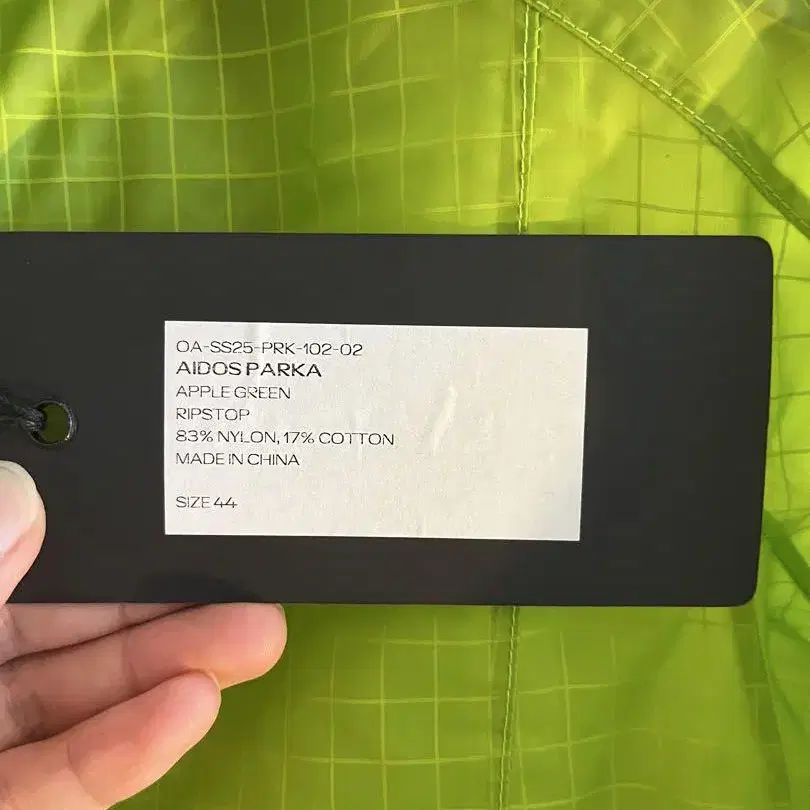 OA-SS25-PRK-102-02
AIDOS PARKA
APPLE GREEN
RIPSTOP
83% NYLON, 17% COTTON
MADE IN CHINA
SIZE 44